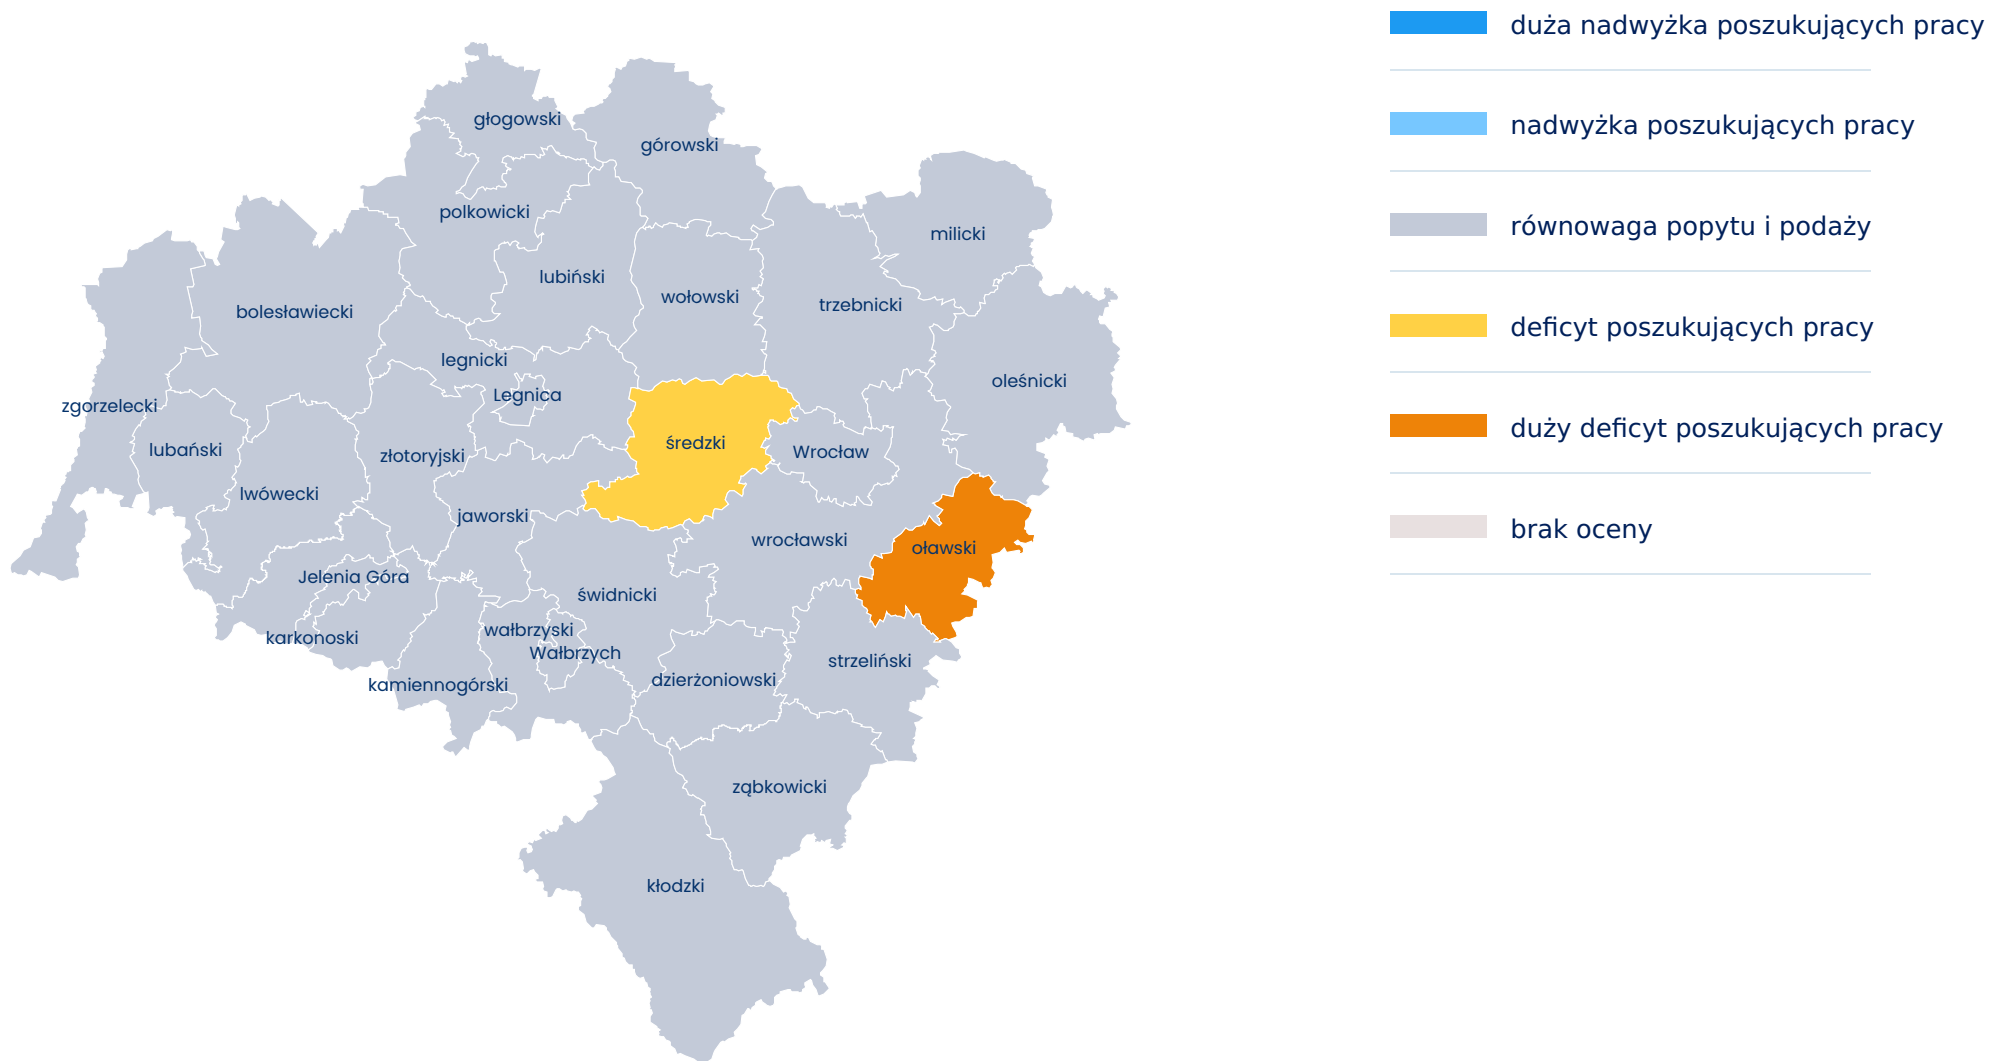 duża nadwyżka poszukujących pracy
nadwyżka poszukujących pracy
równowaga popytu i podaży
deficyt poszukujących pracy
duży deficyt poszukujących pracy
brak oceny
głogowski
górowski
polkowicki
milicki
lubiński
wołowski
trzebnicki
bolesławiecki
legnicki
oleśnicki
Legnica
zgorzelecki
średzki
lubański
Wrocław
złotoryjski
lwówecki
jaworski
wrocławski
oławski
Jelenia Góra
świdnicki
wałbrzyski
karkonoski
Wałbrzych
strzeliński
dzierżoniowski
kamiennogórski
ząbkowicki
kłodzki